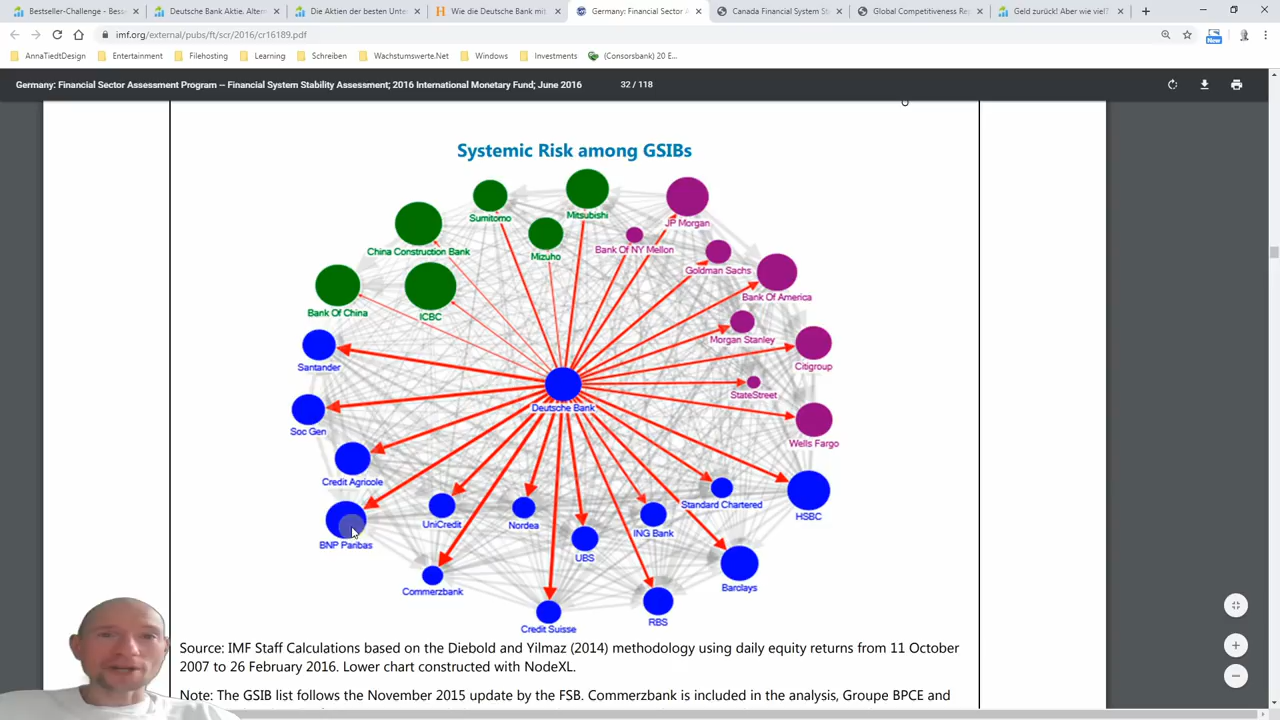 Bestseller-Challenge - Bess
Deutsche Bank Aktie, Altern
Die Aktien der besten Unter
Wie die Deutsche Bank mit
Germany: Financial Sector A
Canada Financial System St
Global Competitiveness Rep
Geld zurück! Aber wie viel?
imf.org/external/pubs/ft/scr/2016/cr16189.pdf
New
AnnaTiedtDesign
Entertainment
Filehosting
Learning
Schreiben
Wachstumswerte.Net
Windows
Investments
(Consorsbank) 20 E...
Germany: Financial Sector Assessment Program -- Financial System Stability Assessment; 2016 International Monetary Fund; June 2016
32 / 118
Systemic Risk among GSIBs
Sumitomo
Mitsubishi
JP Morgan
China Construction Bank
Mizuho
Bank Of NY Mellon
Goldman Sachs
Bank Of America
Bank Of China
ICBC
Morgan Stanley
Santander
Citigroup
StateStreet
Deutsche Bank
Soc Gen
Wells Fargo
Credit Agricole
Standard Chartered
HSBC
UniCredit
Nordea
ING Bank
BNP Paribas
UBS
Commerzbank
Barclays
Credit Suisse
RBS
Source: IMF Staff Calculations based on the Diebold and Yilmaz (2014) methodology using daily equity returns from 11 October
2007 to 26 February 2016. Lower chart constructed with NodeXL.
Note: The GSIB list follows the November 2015 update by the FSB. Commerzbank is included in the analysis, Groupe BPCE and